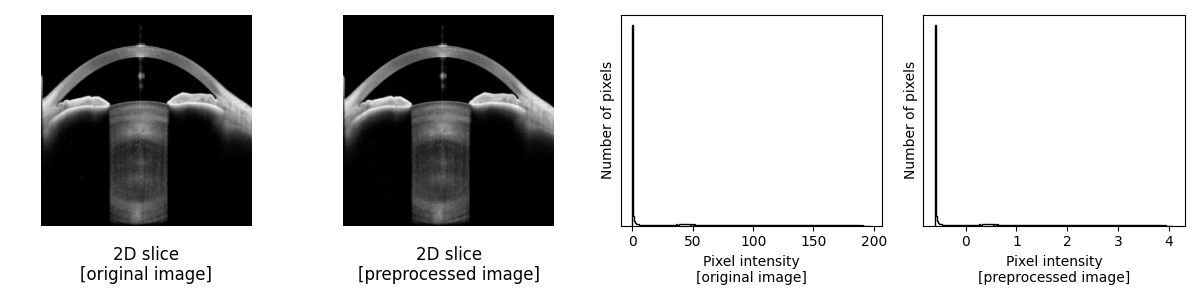 2D slice
[original image]
2D slice
[preprocessed image]
Number of pixels
0 50 100 150 200
Pixel intensity
[original image]
Number of pixels
0 1 2 3 4
Pixel intensity
[preprocessed image]